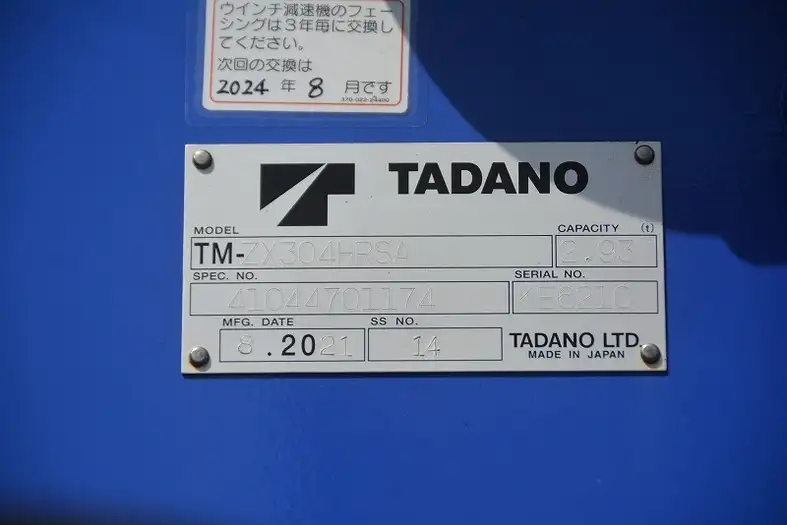 ウインチ減速機のフェー
シングは3年毎に交換し
てください。
次回の交換は
2024 年 8 月です
370-022-24400
TADANO
MODEL
CAPACITY (t)
TM-ZX304HRSA
2.93
SPEC. NO.
SERIAL NO.
41044701174
MFG. DATE
SS NO.
8 .2021
14
TADANO LTD.
MADE IN JAPAN